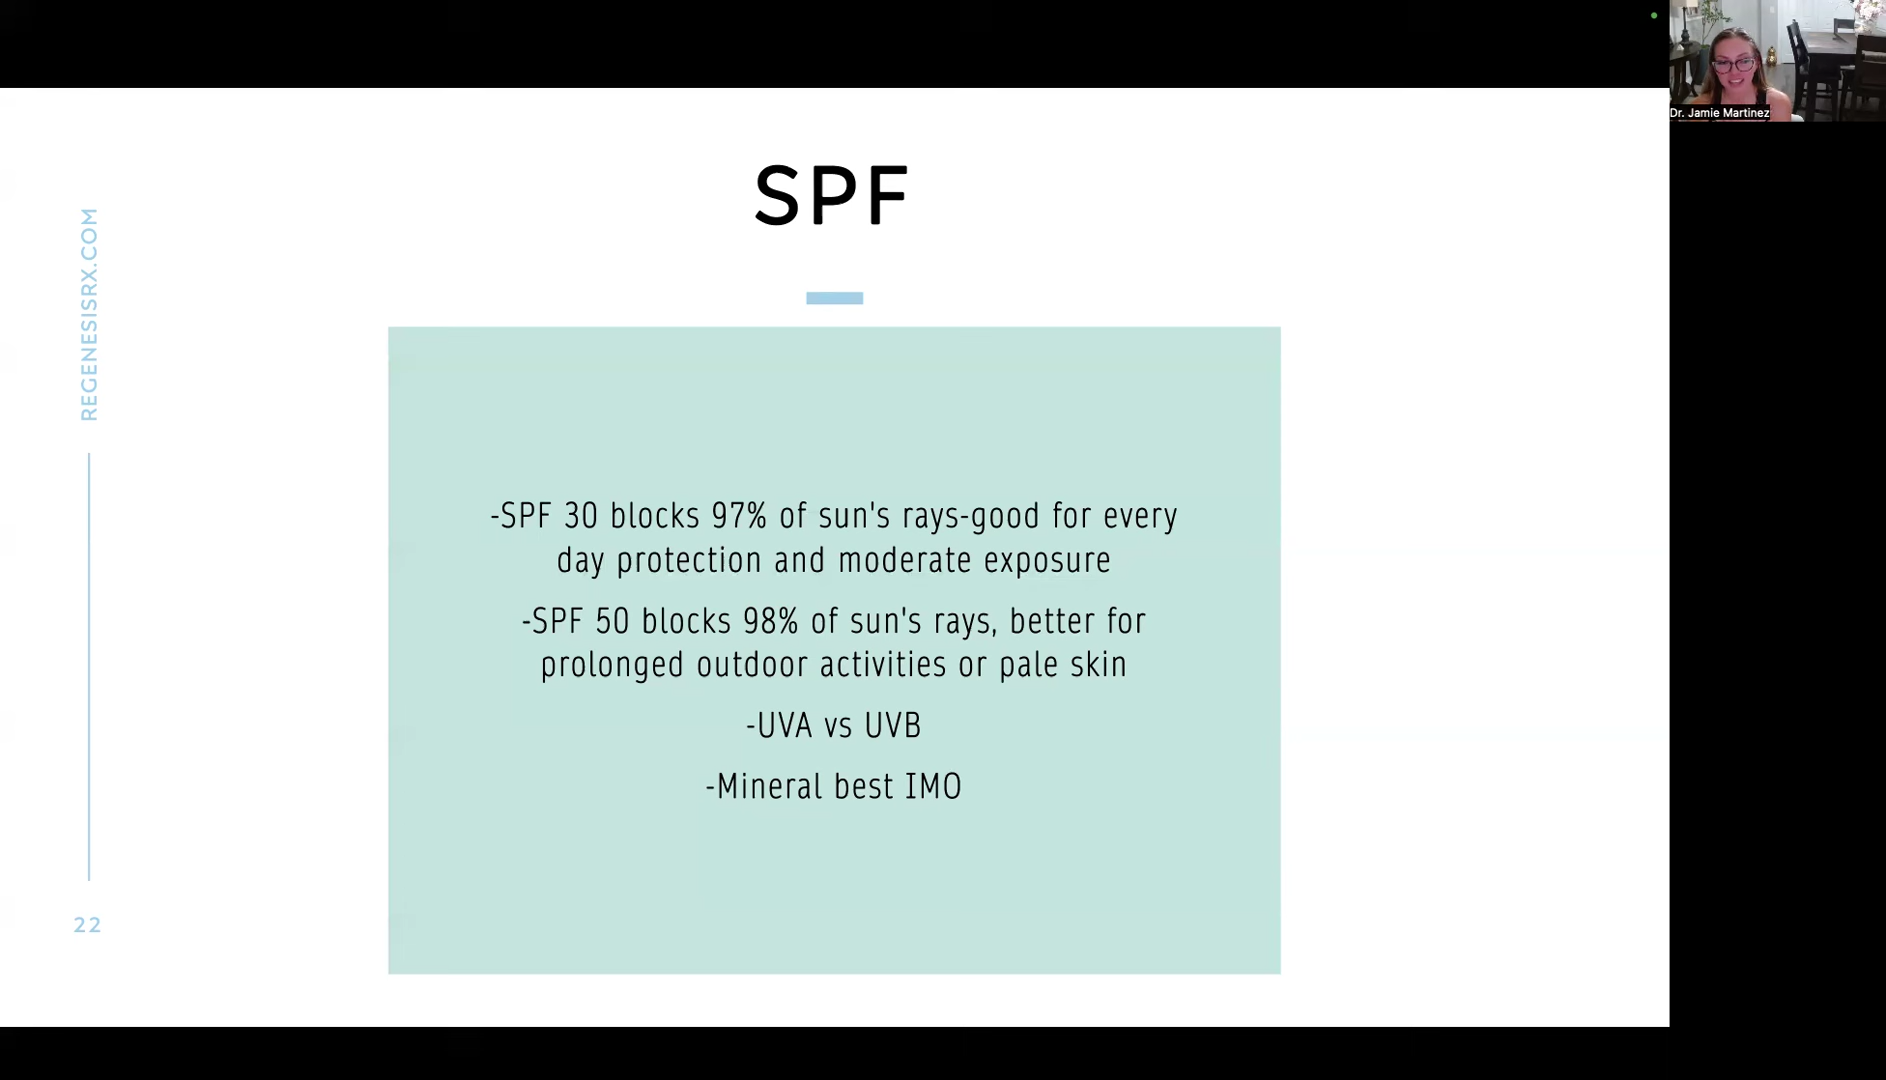 Dr. Jamie Martinez
SPF
REGENESISRX.COM
-SPF 30 blocks 97% of sun's rays-good for every
day protection and moderate exposure
-SPF 50 blocks 98% of sun's rays, better for
prolonged outdoor activities or pale skin
-UVA vs UVB
-Mineral best IMO
22